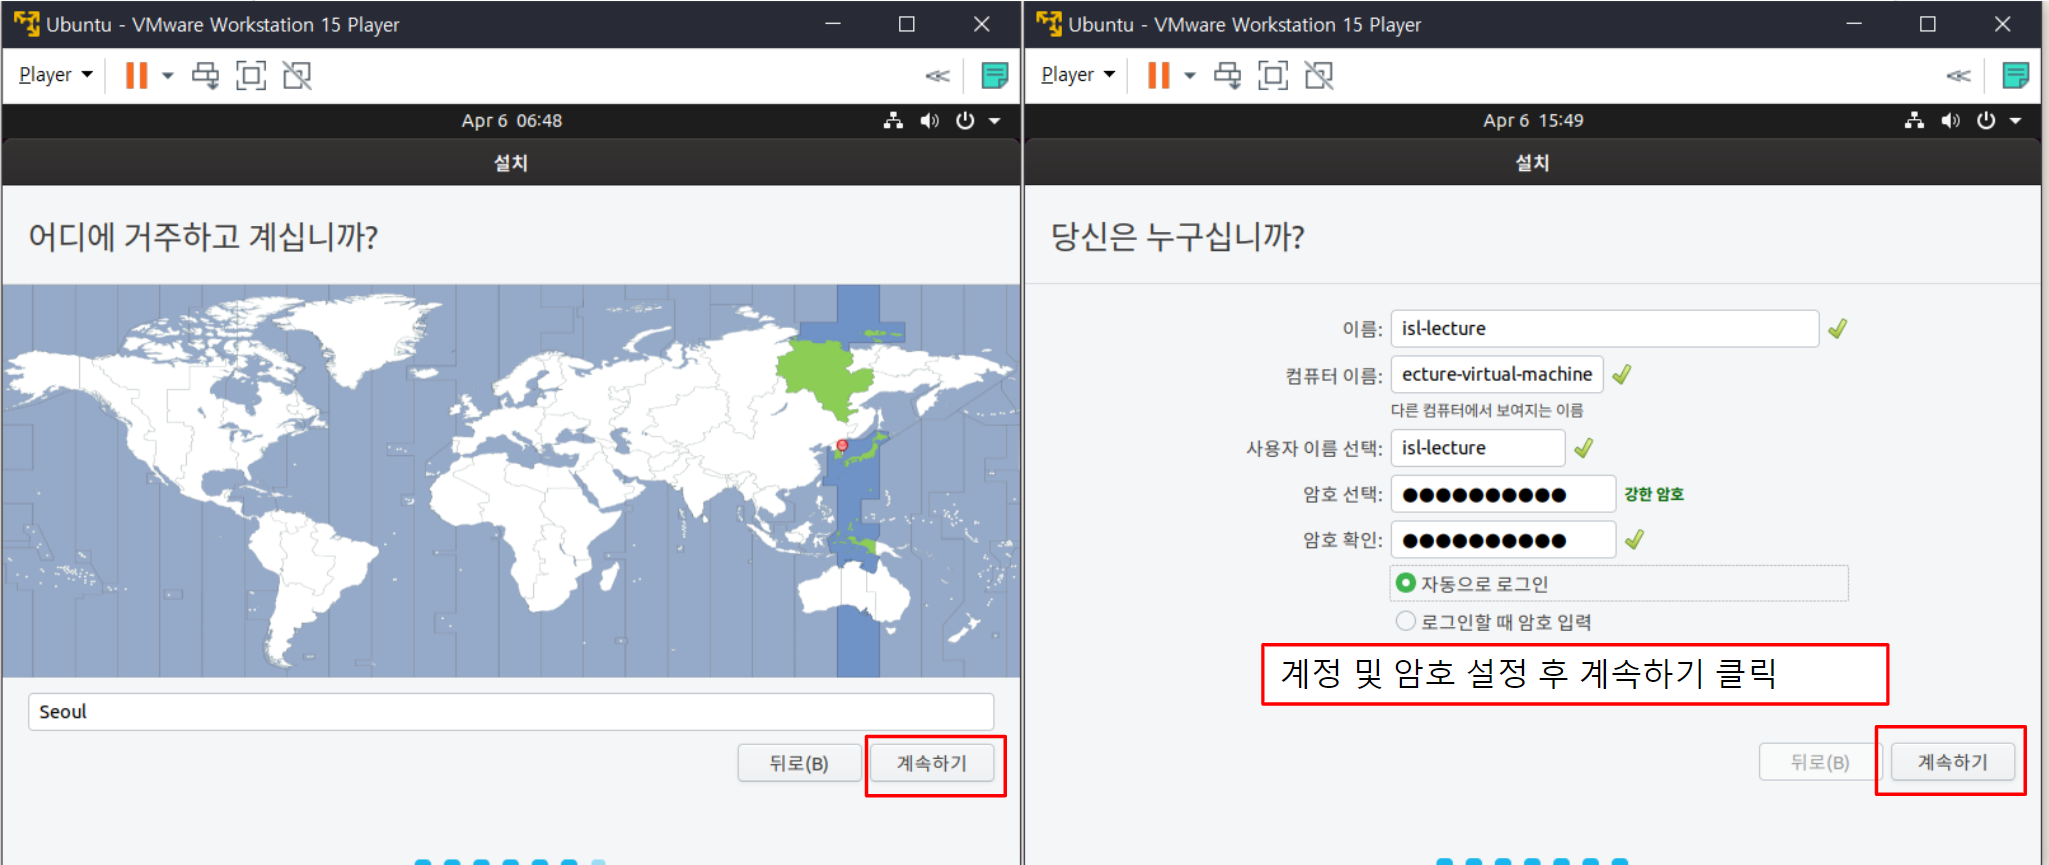 Ubuntu - VMware Workstation 15 Player
Player
Apr 6 06:48
설치
어디에 거주하고 계십니까?
Seoul
뒤로(B)
계속하기
Ubuntu - VMware Workstation 15 Player
Player
Apr 6 15:49
설치
당신은 누구십니까?
이름: isl-lecture
컴퓨터 이름: ecture-virtual-machine
다른 컴퓨터에서 보여지는 이름
사용자 이름 선택: isl-lecture
암호 선택: ●●●●●●●●●● 강한 암호
암호 확인: ●●●●●●●●●●
자동으로 로그인
로그인할 때 암호 입력
계정 및 암호 설정 후 계속하기 클릭
뒤로(B)
계속하기